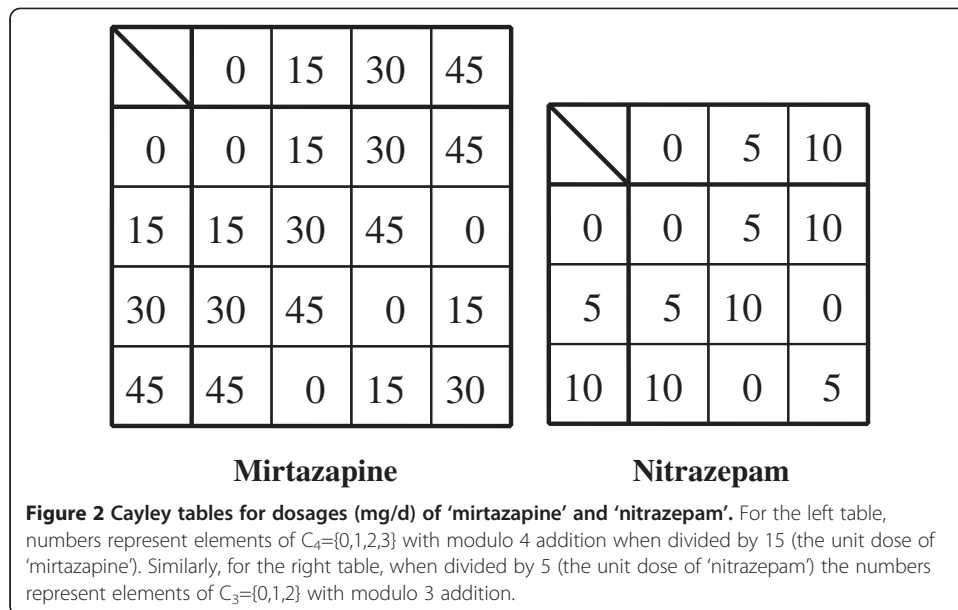 0 15 30 45
0 0 15 30 45
15 15 30 45 0
30 30 45 0 15
45 45 0 15 30
Mirtazapine
0 5 10
0 0 5 10
5 5 10 0
10 10 0 5
Nitrazepam
Figure 2 Cayley tables for dosages (mg/d) of ‘mirtazapine’ and ‘nitrazepam’. For the left table,
numbers represent elements of C₄={0,1,2,3} with modulo 4 addition when divided by 15 (the unit dose of
‘mirtazapine’). Similarly, for the right table, when divided by 5 (the unit dose of ‘nitrazepam’) the numbers
represent elements of C₃={0,1,2} with modulo 3 addition.